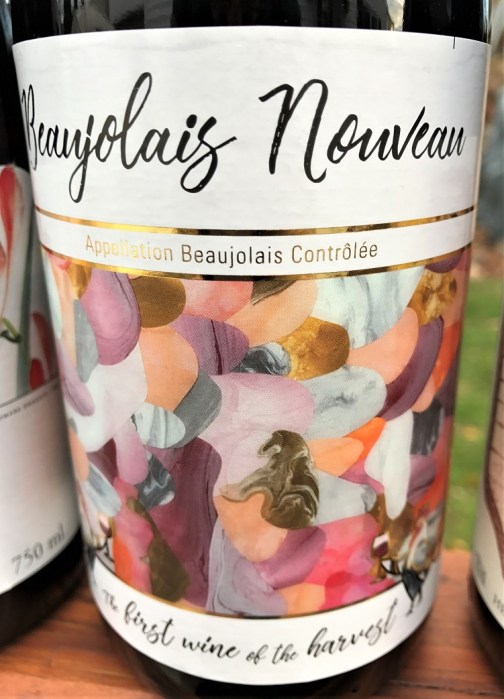 Beaujolais Nouveau
Appellation Beaujolais Contrôlée
The first wine of the harvest
750 ml